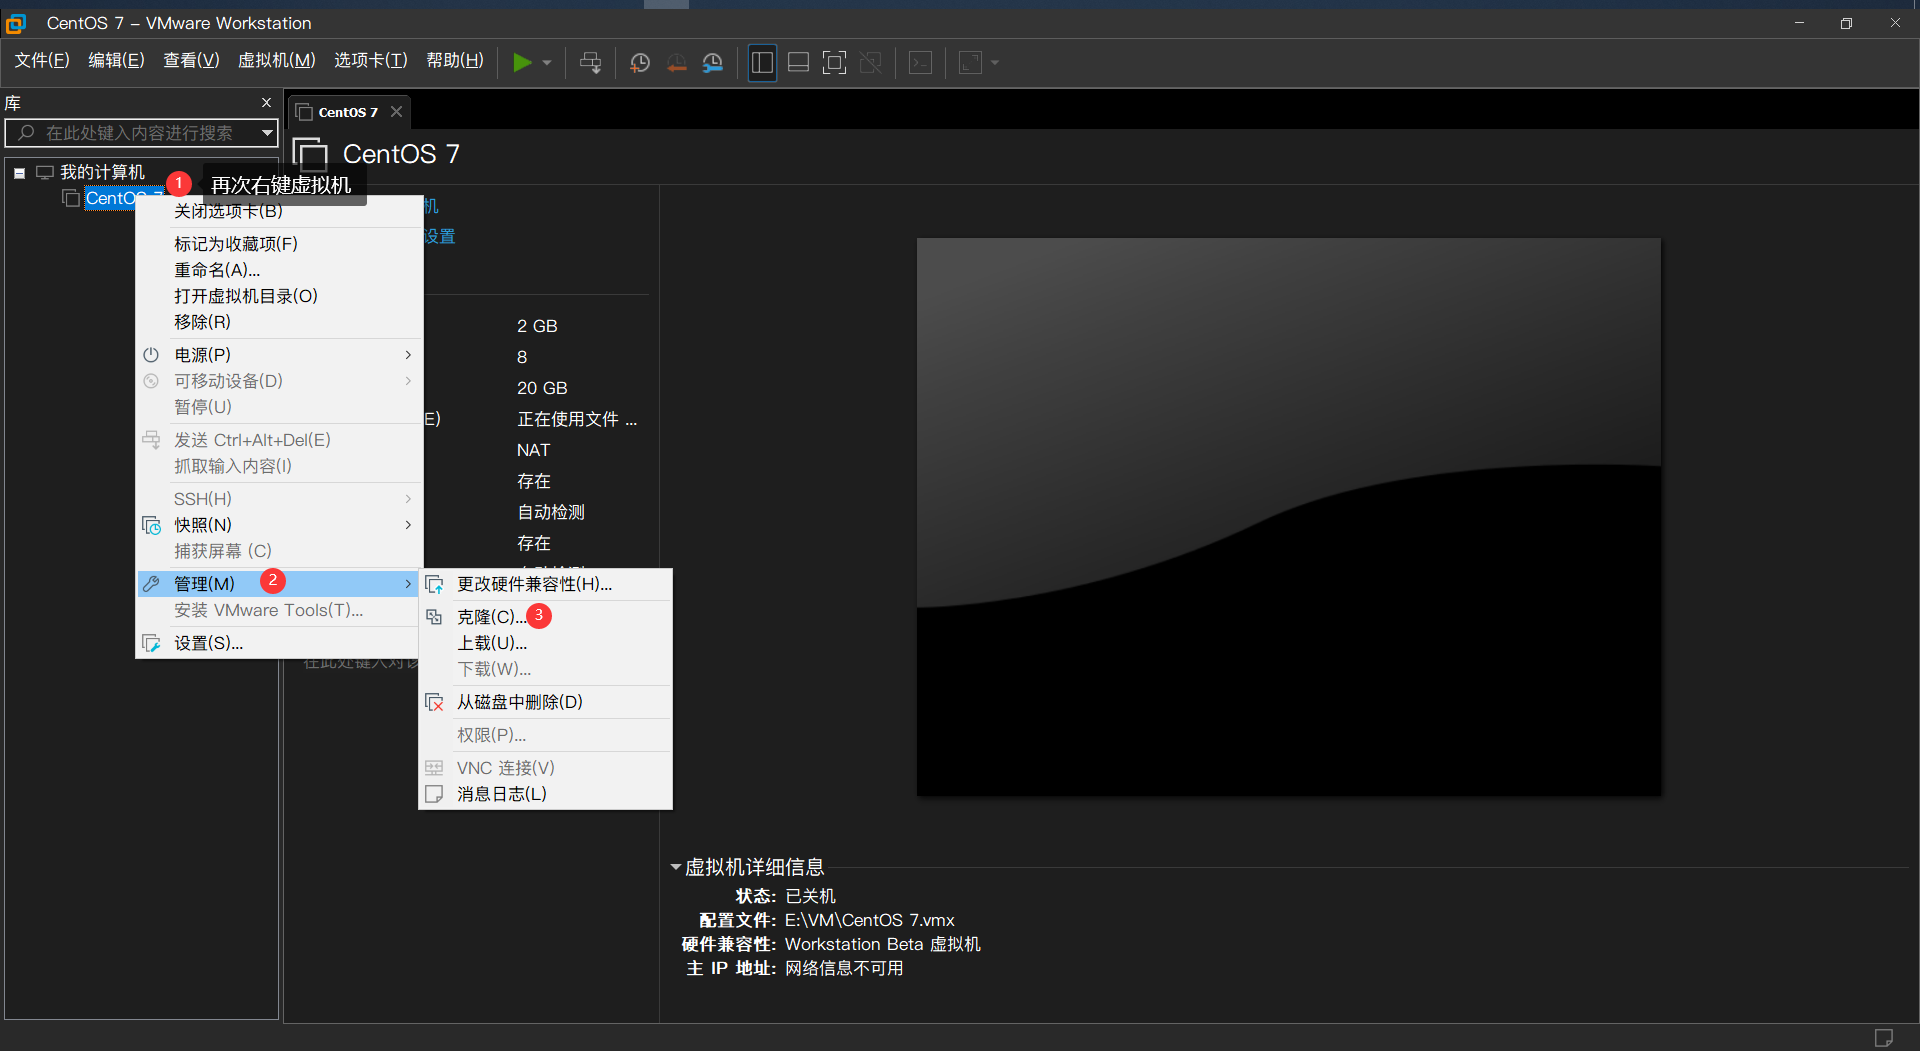 CentOS 7 – VMware Workstation
文件(F) 编辑(E) 查看(V) 虚拟机(M) 选项卡(T) 帮助(H)
库
在此处键入内容进行搜索
我的计算机
CentOS 7
1 再次右键虚拟机
CentOS 7
CentOS 7
机
设置
关闭选项卡(B)
标记为收藏项(F)
重命名(A)...
打开虚拟机目录(O)
移除(R)
电源(P)
可移动设备(D)
暂停(U)
发送 Ctrl+Alt+Del(E)
抓取输入内容(I)
SSH(H)
快照(N)
捕获屏幕 (C)
管理(M) 2
安装 VMware Tools(T)...
设置(S)...
2 GB
8
20 GB
E) 正在使用文件 ...
NAT
存在
自动检测
存在
更改硬件兼容性(H)...
克隆(C)... 3
上载(U)...
下载(W)...
从磁盘中删除(D)
权限(P)...
VNC 连接(V)
消息日志(L)
在此处键入对该
虚拟机详细信息
状态: 已关机
配置文件: E:\VM\CentOS 7.vmx
硬件兼容性: Workstation Beta 虚拟机
主 IP 地址: 网络信息不可用